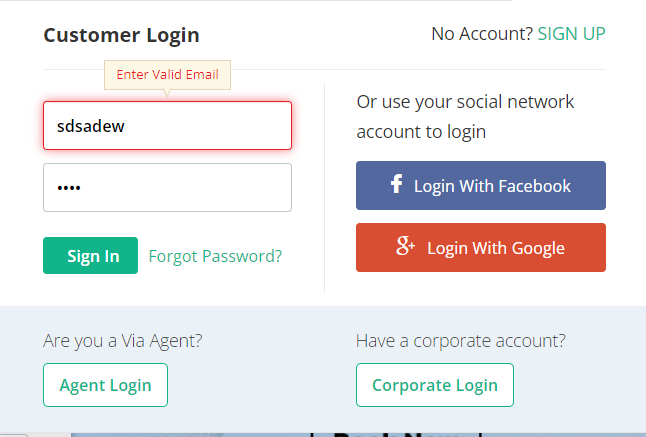 Customer Login
No Account? SIGN UP
Enter Valid Email
sdsadew
••••
Sign In
Forgot Password?
Or use your social network
account to login
f Login With Facebook
g+ Login With Google
Are you a Via Agent?
Agent Login
Have a corporate account?
Corporate Login